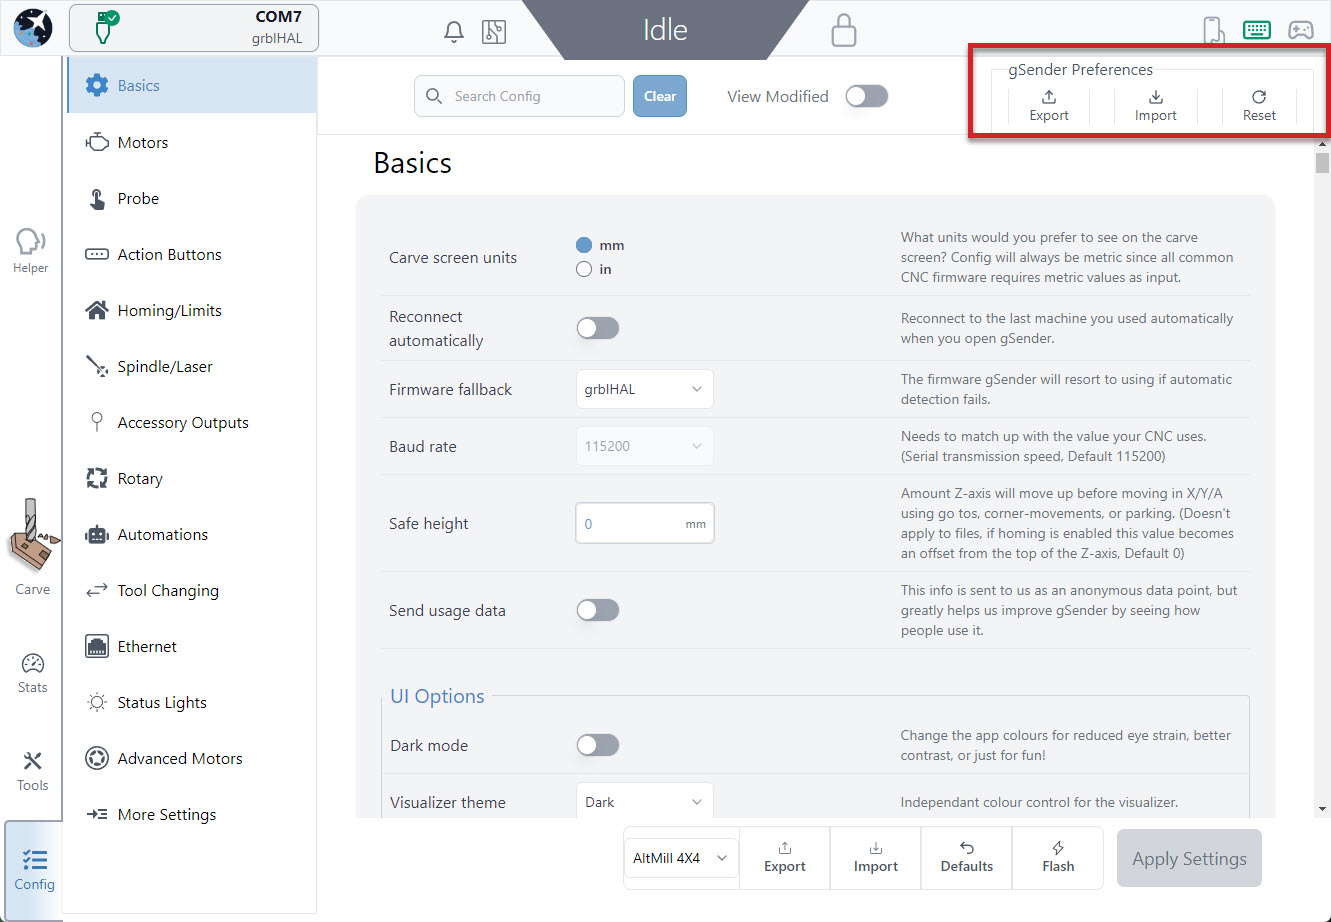 COM7
grblHAL
Idle
Search Config
Clear
View Modified
gSender Preferences
Export
Import
Reset
Helper
Carve
Stats
Tools
Config
Basics
Motors
Probe
Action Buttons
Homing/Limits
Spindle/Laser
Accessory Outputs
Rotary
Automations
Tool Changing
Ethernet
Status Lights
Advanced Motors
More Settings
Basics
Carve screen units
mm
in
What units would you prefer to see on the carve
screen? Config will always be metric since all common
CNC firmware requires metric values as input.
Reconnect
automatically
Reconnect to the last machine you used automatically
when you open gSender.
Firmware fallback
grblHAL
The firmware gSender will resort to using if automatic
detection fails.
Baud rate
115200
Needs to match up with the value your CNC uses.
(Serial transmission speed, Default 115200)
Safe height
0 mm
Amount Z-axis will move up before moving in X/Y/A
using go tos, corner-movements, or parking. (Doesn't
apply to files, if homing is enabled this value becomes
an offset from the top of the Z-axis, Default 0)
Send usage data
This info is sent to us as an anonymous data point, but
greatly helps us improve gSender by seeing how
people use it.
UI Options
Dark mode
Change the app colours for reduced eye strain, better
contrast, or just for fun!
Visualizer theme
Dark
Independant colour control for the visualizer.
AltMill 4X4
Export
Import
Defaults
Flash
Apply Settings